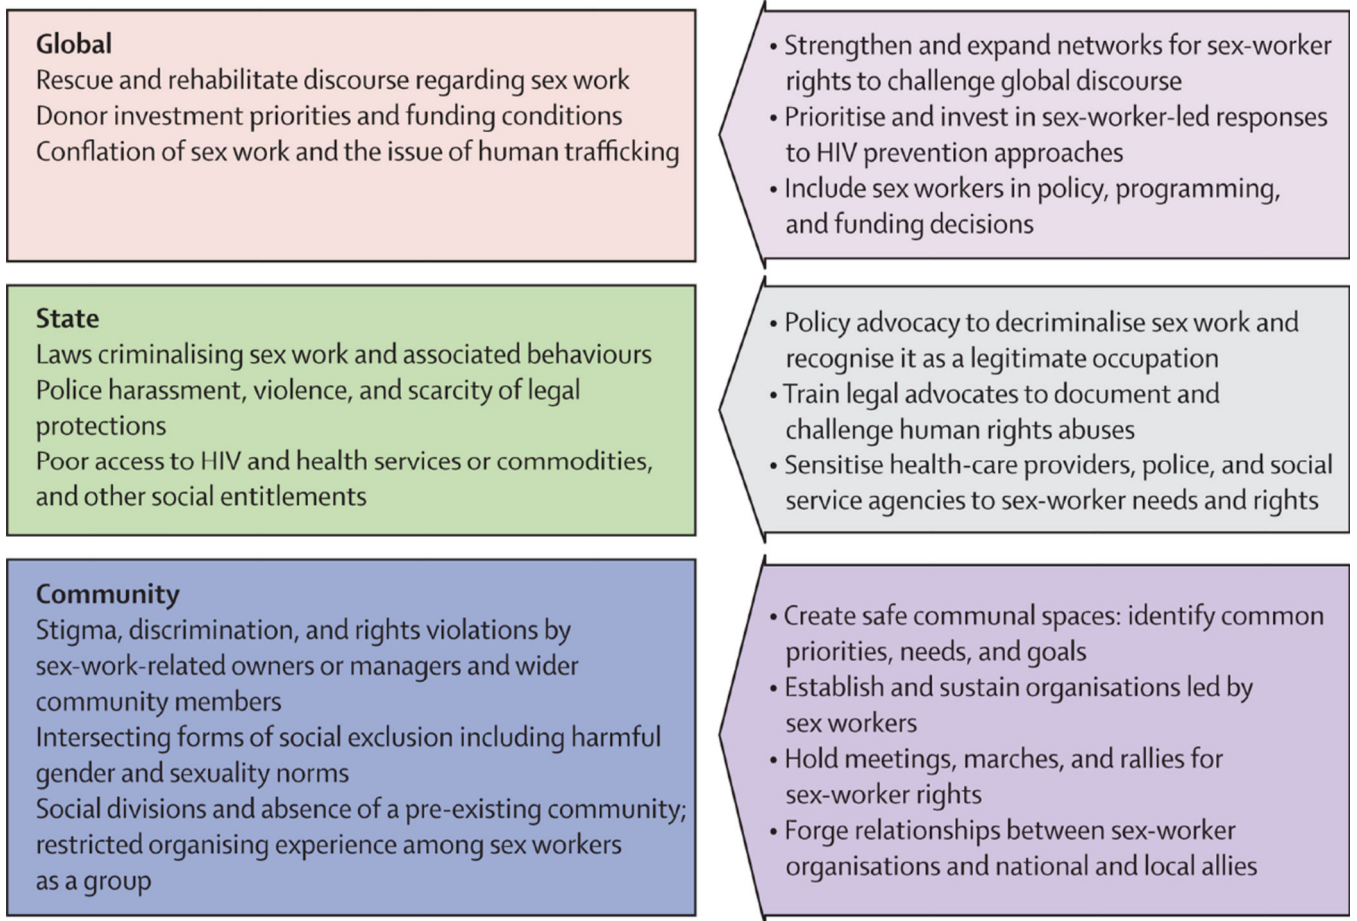 Global
Rescue and rehabilitate discourse regarding sex work
Donor investment priorities and funding conditions
Conflation of sex work and the issue of human trafficking
• Strengthen and expand networks for sex-worker
rights to challenge global discourse
• Prioritise and invest in sex-worker-led responses
to HIV prevention approaches
• Include sex workers in policy, programming,
and funding decisions
State
Laws criminalising sex work and associated behaviours
Police harassment, violence, and scarcity of legal
protections
Poor access to HIV and health services or commodities,
and other social entitlements
• Policy advocacy to decriminalise sex work and
recognise it as a legitimate occupation
• Train legal advocates to document and
challenge human rights abuses
• Sensitise health-care providers, police, and social
service agencies to sex-worker needs and rights
Community
Stigma, discrimination, and rights violations by
sex-work-related owners or managers and wider
community members
Intersecting forms of social exclusion including harmful
gender and sexuality norms
Social divisions and absence of a pre-existing community;
restricted organising experience among sex workers
as a group
• Create safe communal spaces: identify common
priorities, needs, and goals
• Establish and sustain organisations led by
sex workers
• Hold meetings, marches, and rallies for
sex-worker rights
• Forge relationships between sex-worker
organisations and national and local allies